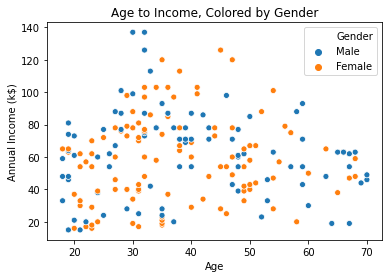 Age to Income, Colored by Gender
Gender
Male
Female
Annual Income (k$)
140
120
100
80
60
40
20
20
30
40
50
60
70
Age